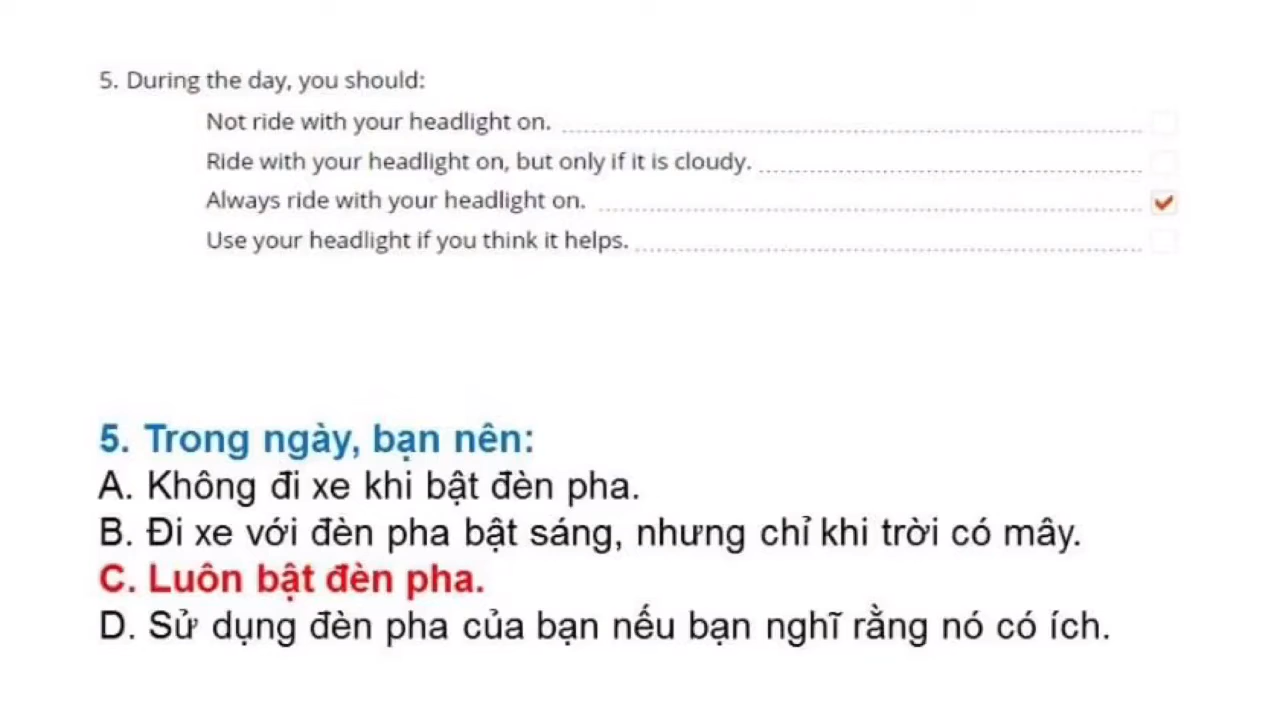 5. During the day, you should:
Not ride with your headlight on.
Ride with your headlight on, but only if it is cloudy.
Always ride with your headlight on.
Use your headlight if you think it helps.
5. Trong ngày, bạn nên:
A. Không đi xe khi bật đèn pha.
B. Đi xe với đèn pha bật sáng, nhưng chỉ khi trời có mây.
C. Luôn bật đèn pha.
D. Sử dụng đèn pha của bạn nếu bạn nghĩ rằng nó có ích.